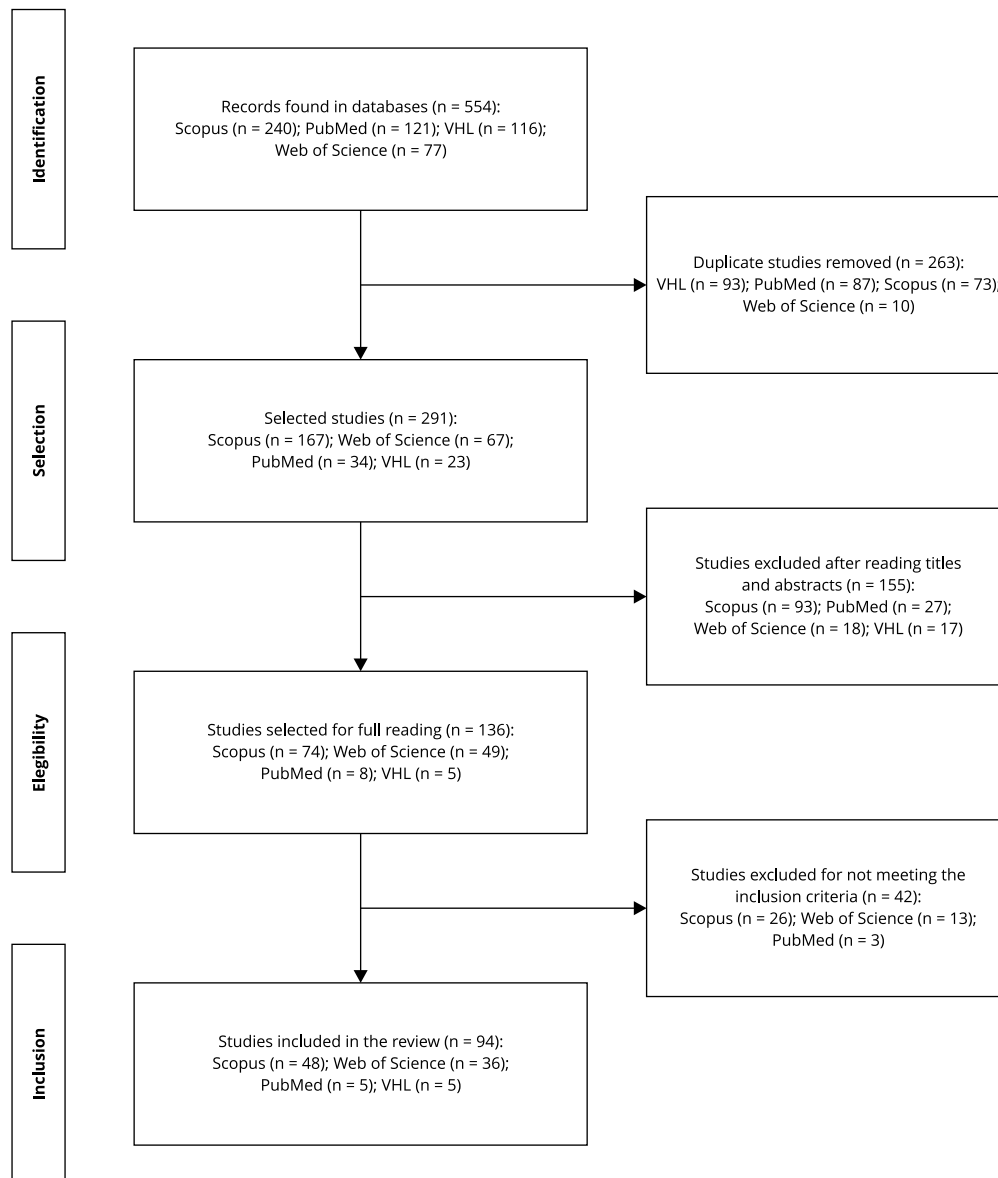 Identification
Records found in databases (n = 554):
Scopus (n = 240); PubMed (n = 121); VHL (n = 116);
Web of Science (n = 77)
Duplicate studies removed (n = 263):
VHL (n = 93); PubMed (n = 87); Scopus (n = 73);
Web of Science (n = 10)
Selection
Selected studies (n = 291):
Scopus (n = 167); Web of Science (n = 67);
PubMed (n = 34); VHL (n = 23)
Studies excluded after reading titles
and abstracts (n = 155):
Scopus (n = 93); PubMed (n = 27);
Web of Science (n = 18); VHL (n = 17)
Elegibility
Studies selected for full reading (n = 136):
Scopus (n = 74); Web of Science (n = 49);
PubMed (n = 8); VHL (n = 5)
Studies excluded for not meeting the
inclusion criteria (n = 42):
Scopus (n = 26); Web of Science (n = 13);
PubMed (n = 3)
Inclusion
Studies included in the review (n = 94):
Scopus (n = 48); Web of Science (n = 36);
PubMed (n = 5); VHL (n = 5)